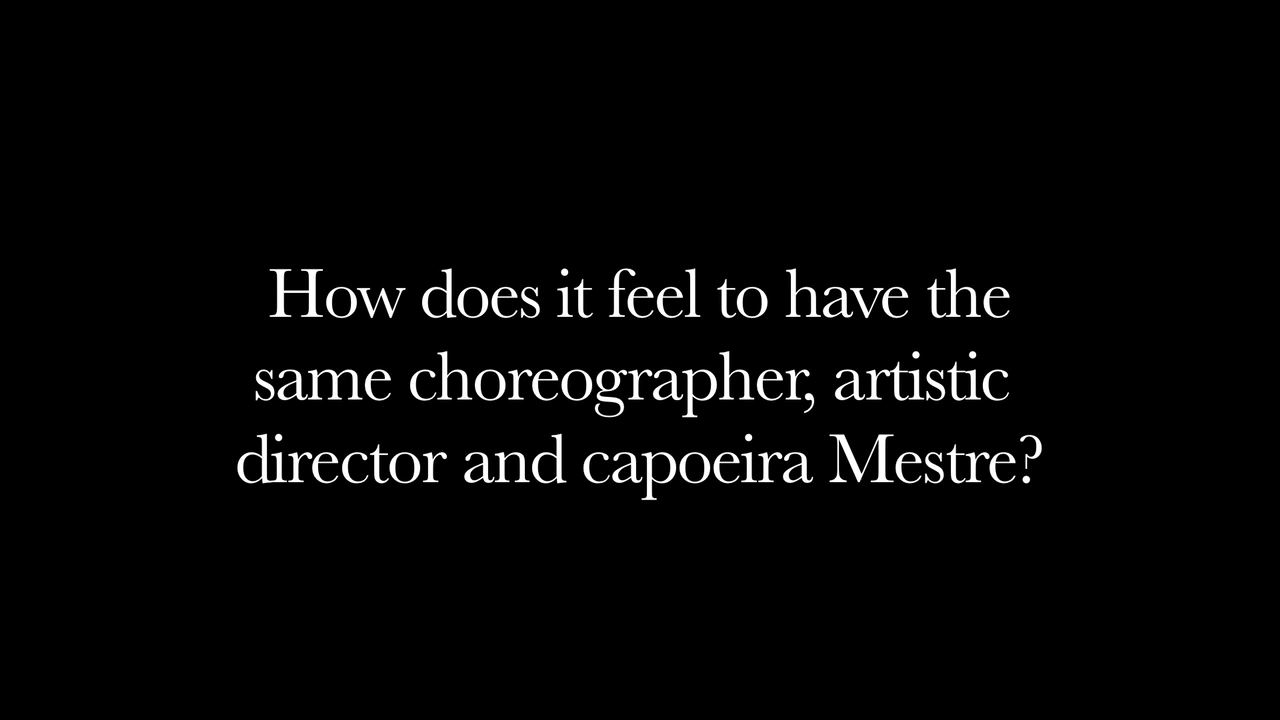 How does it feel to have the
same choreographer, artistic
director and capoeira Mestre?